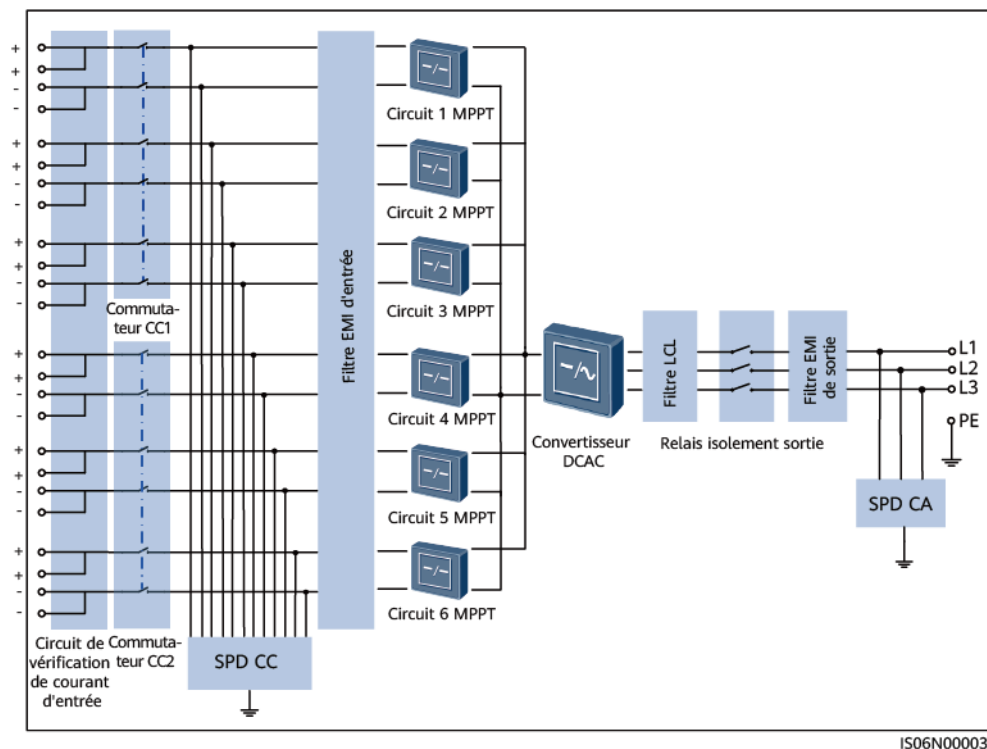 +
+
-
-
+
+
-
-
+
+
-
-
+
+
-
-
+
+
-
-
+
+
-
-
Circuit de
vérification
de courant
d'entrée
Commuta-
teur CC1
Commuta-
teur CC2
SPD CC
Filtre EMI d'entrée
Circuit 1 MPPT
Circuit 2 MPPT
Circuit 3 MPPT
Circuit 4 MPPT
Circuit 5 MPPT
Circuit 6 MPPT
Convertisseur
DCAC
Filtre LCL
Relais isolement sortie
Filtre EMI
de sortie
L1
L2
L3
PE
SPD CA
IS06N00003